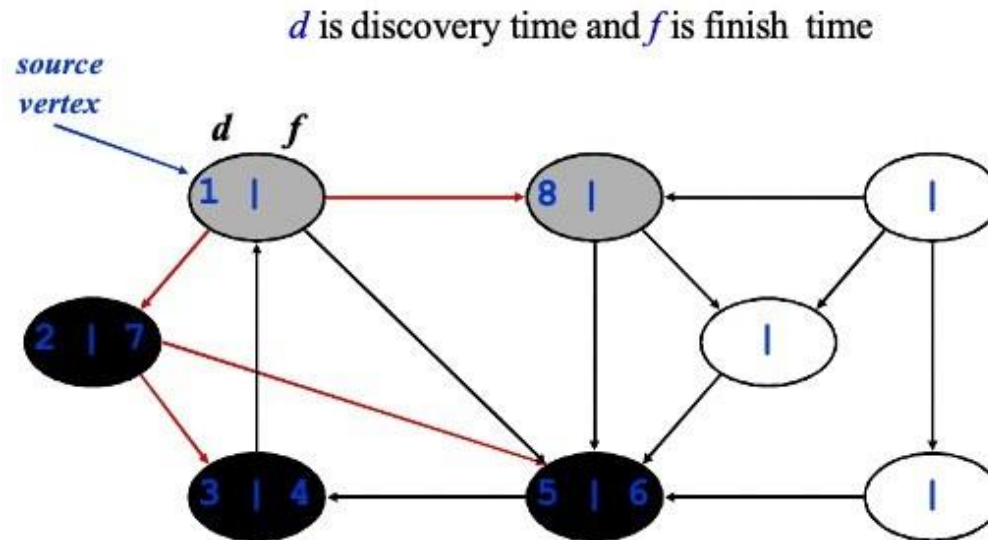 d is discovery time and f is finish time
source
vertex
d f
1 |
8 |
|
2 | 7
|
3 | 4
5 | 6
|